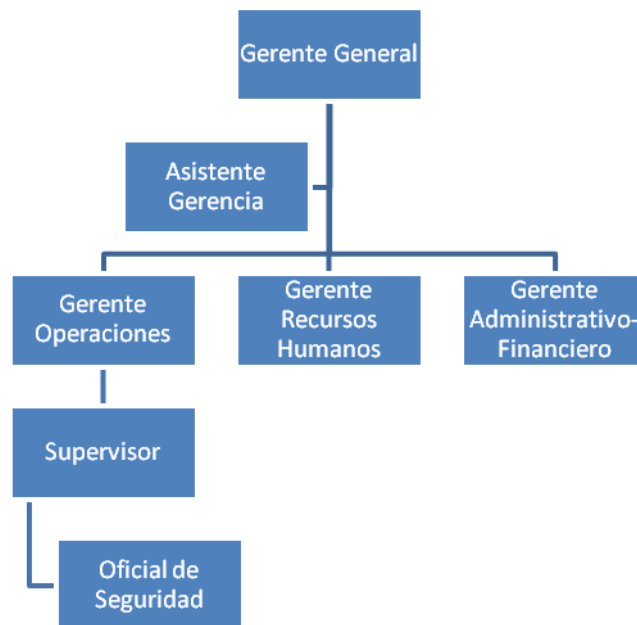 Gerente General
Asistente
Gerencia
Gerente
Operaciones
Gerente
Recursos
Humanos
Gerente
Administrativo-
Financiero
Supervisor
Oficial de
Seguridad